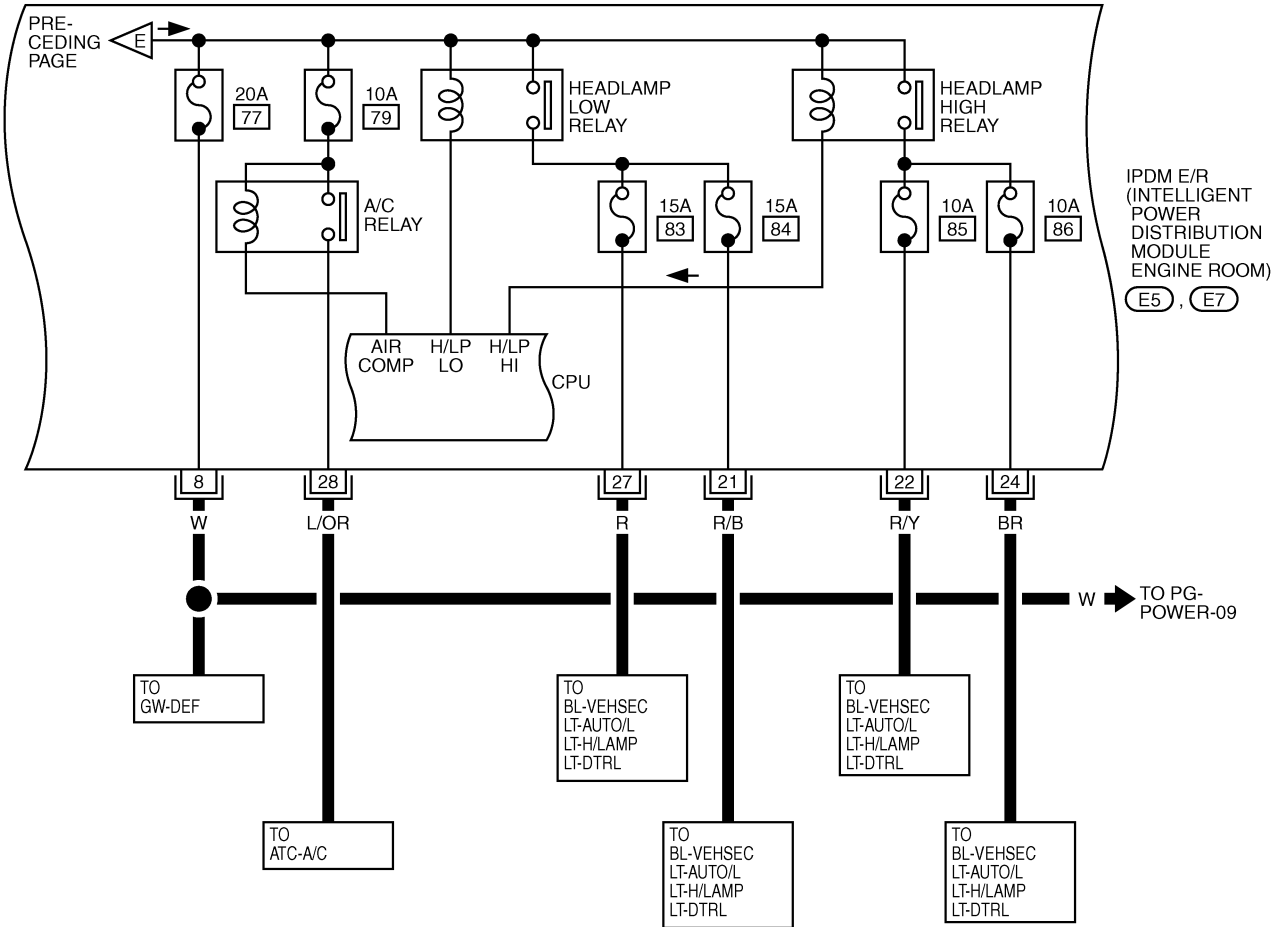 PRE-
CEDING
PAGE
E
20A
77
10A
79
HEADLAMP
LOW
RELAY
HEADLAMP
HIGH
RELAY
A/C
RELAY
15A
83
15A
84
10A
85
10A
86
IPDM E/R
(INTELLIGENT
POWER
DISTRIBUTION
MODULE
ENGINE ROOM)
E5 , E7
AIR
COMP
H/LP
LO
H/LP
HI
CPU
8
28
27
21
22
24
W
L/OR
R
R/B
R/Y
BR
W
TO PG-
POWER-09
TO
GW-DEF
TO
BL-VEHSEC
LT-AUTO/L
LT-H/LAMP
LT-DTRL
TO
BL-VEHSEC
LT-AUTO/L
LT-H/LAMP
LT-DTRL
TO
ATC-A/C
TO
BL-VEHSEC
LT-AUTO/L
LT-H/LAMP
LT-DTRL
TO
BL-VEHSEC
LT-AUTO/L
LT-H/LAMP
LT-DTRL